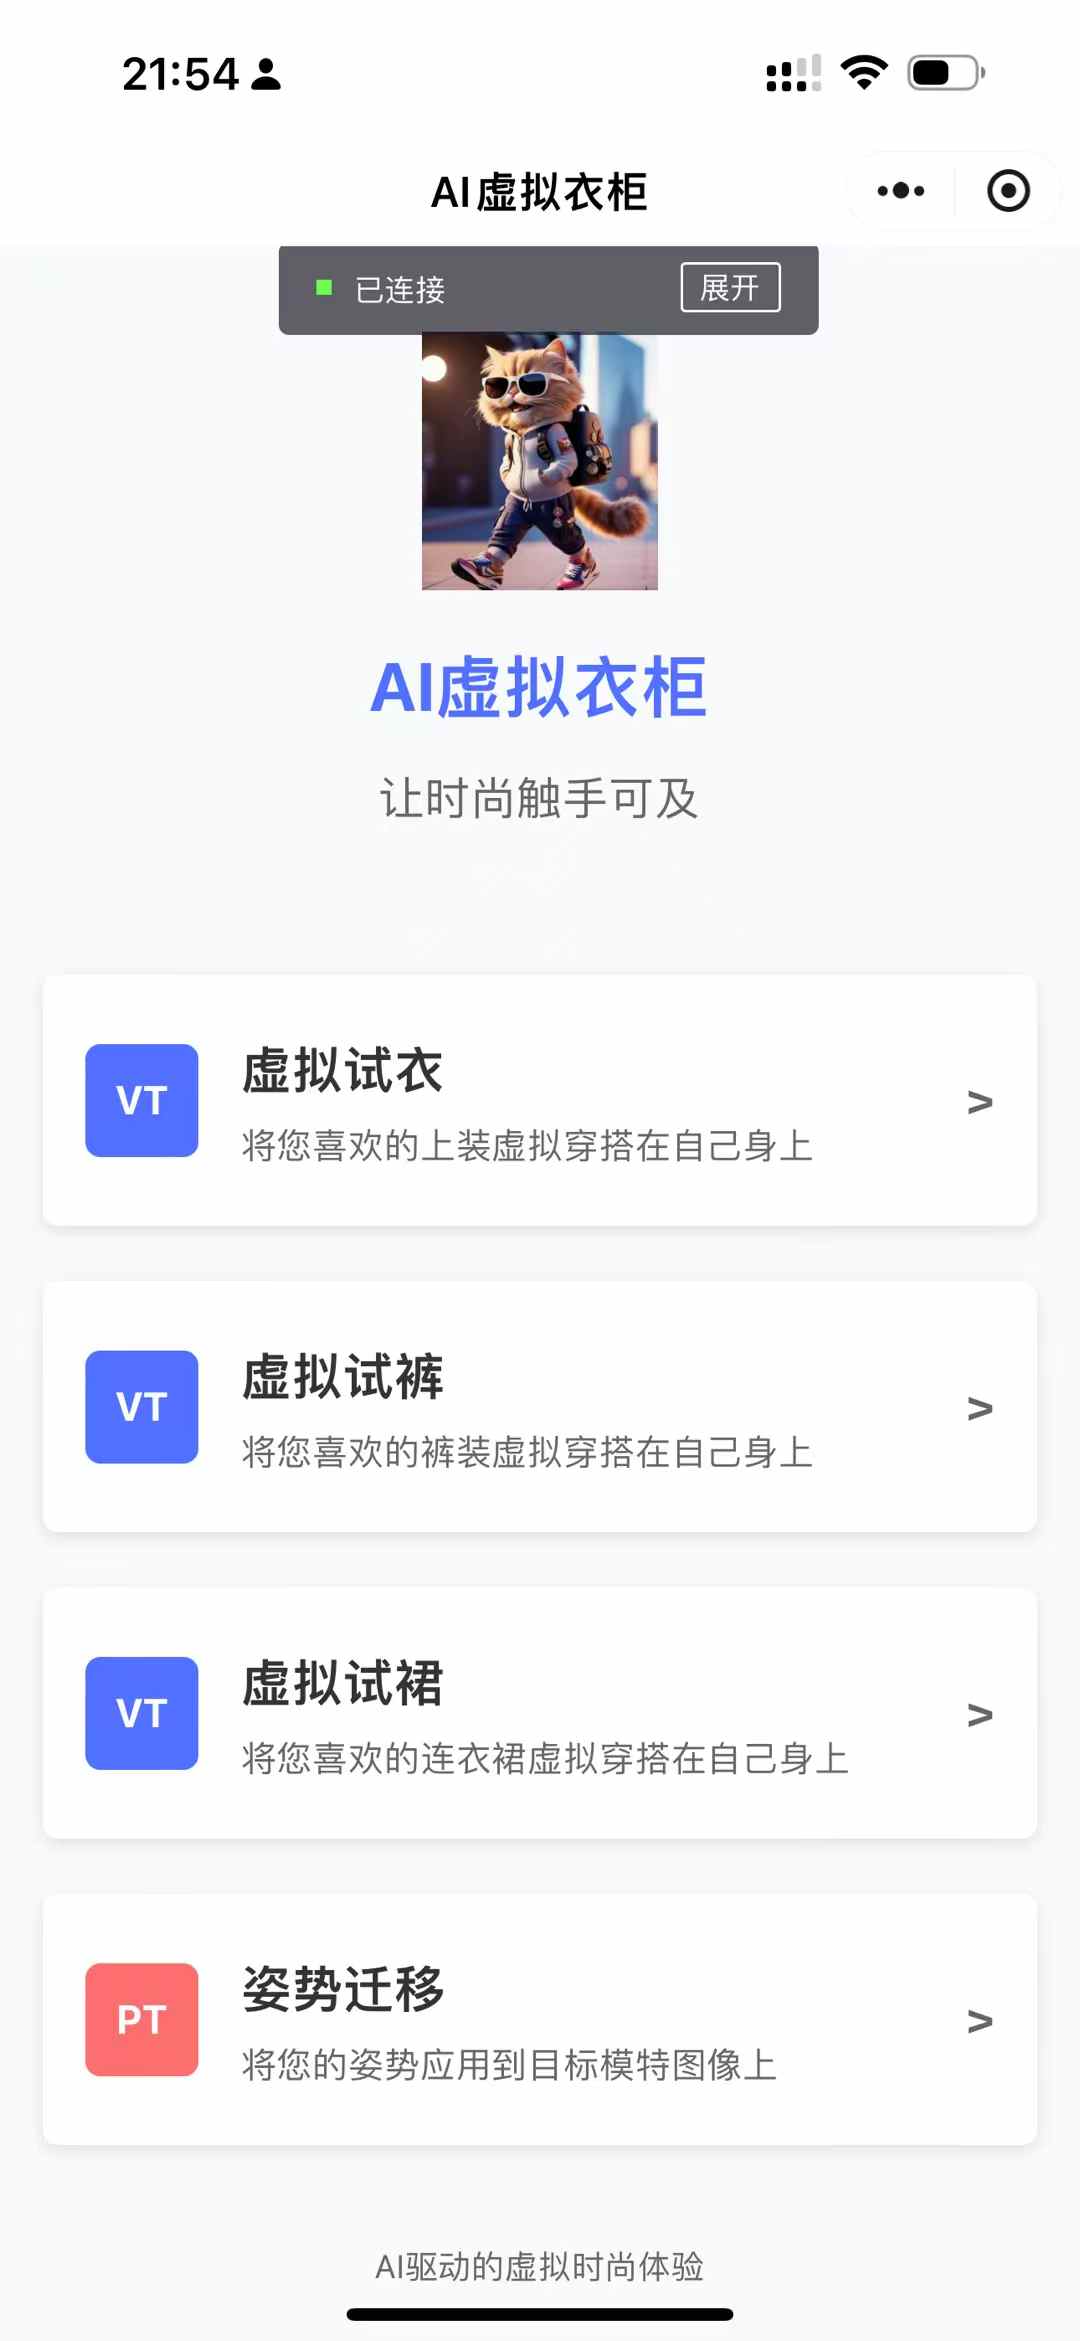 21:54
AI虚拟衣柜
已连接 展开
AI虚拟衣柜
让时尚触手可及
VT
虚拟试衣
将您喜欢的上装虚拟穿搭在自己身上
>
VT
虚拟试裤
将您喜欢的裤装虚拟穿搭在自己身上
>
VT
虚拟试裙
将您喜欢的连衣裙虚拟穿搭在自己身上
>
PT
姿势迁移
将您的姿势应用到目标模特图像上
>
AI驱动的虚拟时尚体验